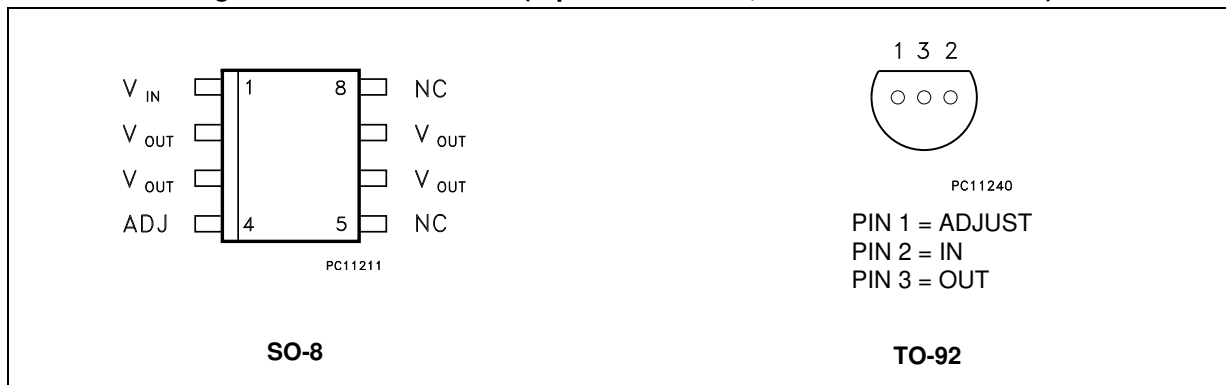 V IN 1 8 NC
V OUT V OUT
V OUT V OUT
ADJ 4 5 NC
PC11211
SO-8
1 3 2
PC11240
PIN 1 = ADJUST
PIN 2 = IN
PIN 3 = OUT
TO-92